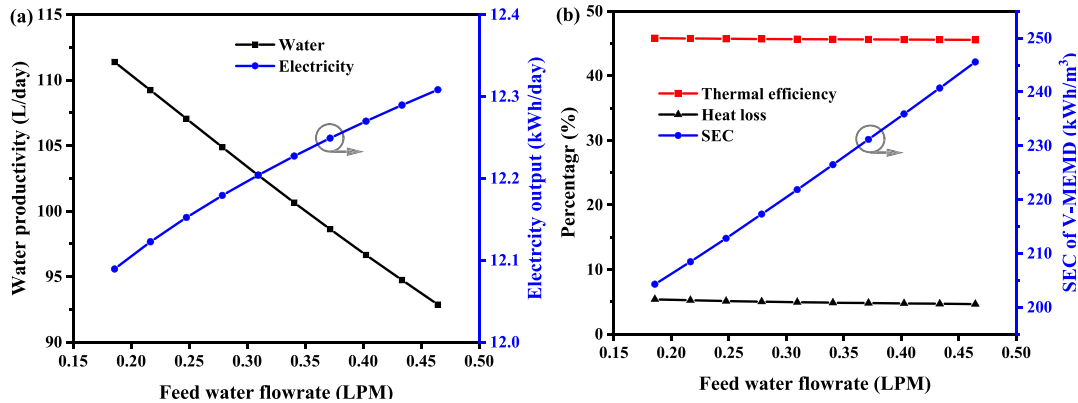 (a)
115
110
105
100
95
90
Water productivity (L/day)
Water
Electricity
12.4
12.3
12.2
12.1
12.0
Electrcity output (kWh/day)
0.15 0.20 0.25 0.30 0.35 0.40 0.45 0.50
Feed water flowrate (LPM)
(b)
50
40
30
20
10
0
Percentagr (%)
Thermal efficiency
Heat loss
SEC
250
240
230
220
210
200
SEC of V-MEMD (kWh/m³)
0.15 0.20 0.25 0.30 0.35 0.40 0.45 0.50
Feed water flowrate (LPM)